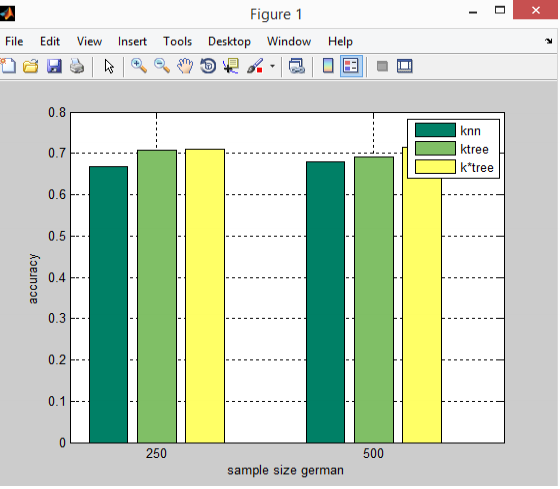 Figure 1
File Edit View Insert Tools Desktop Window Help
0.8
0.7
0.6
0.5
0.4
0.3
0.2
0.1
0
accuracy
knn
ktree
k*tree
250 500
sample size german